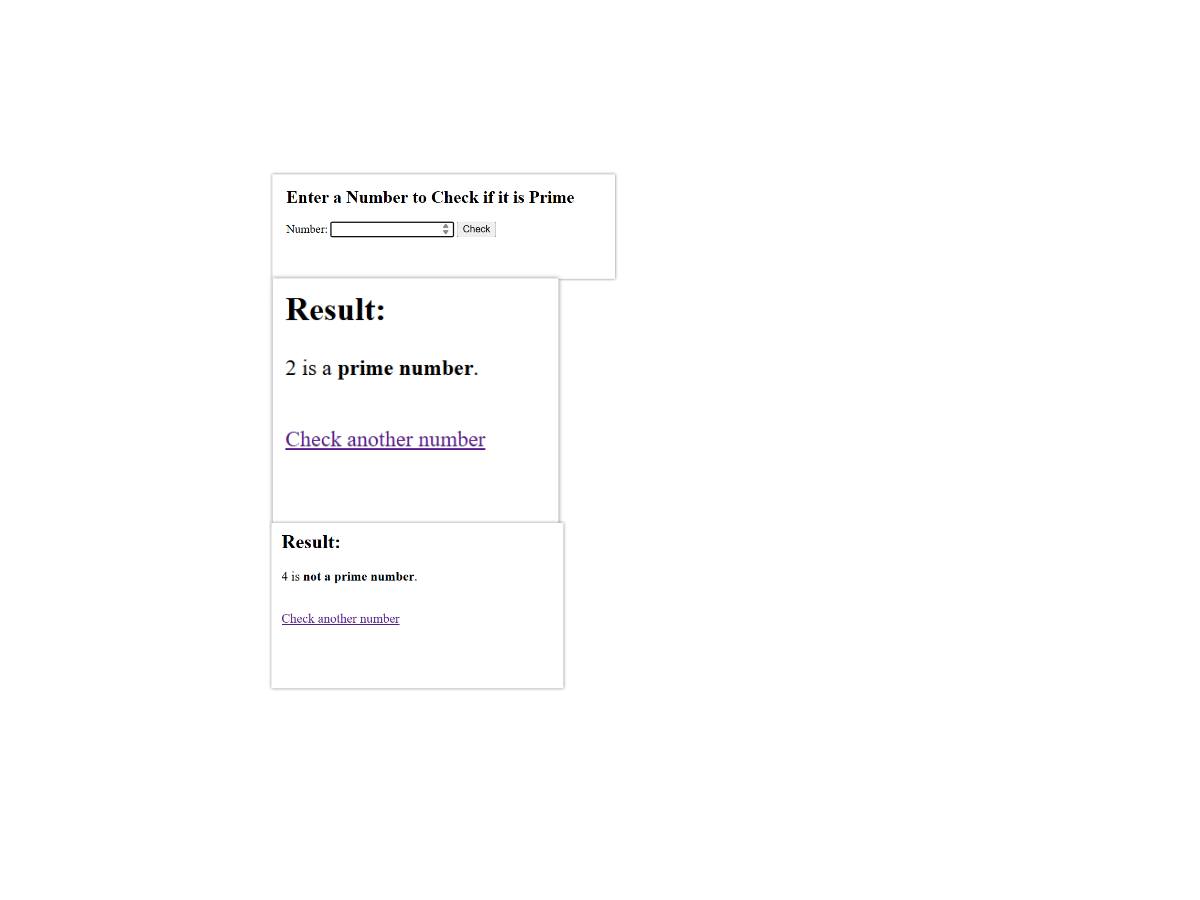 Enter a Number to Check if it is Prime
Number: Check
Result:
2 is a prime number.
Check another number
Result:
4 is not a prime number.
Check another number